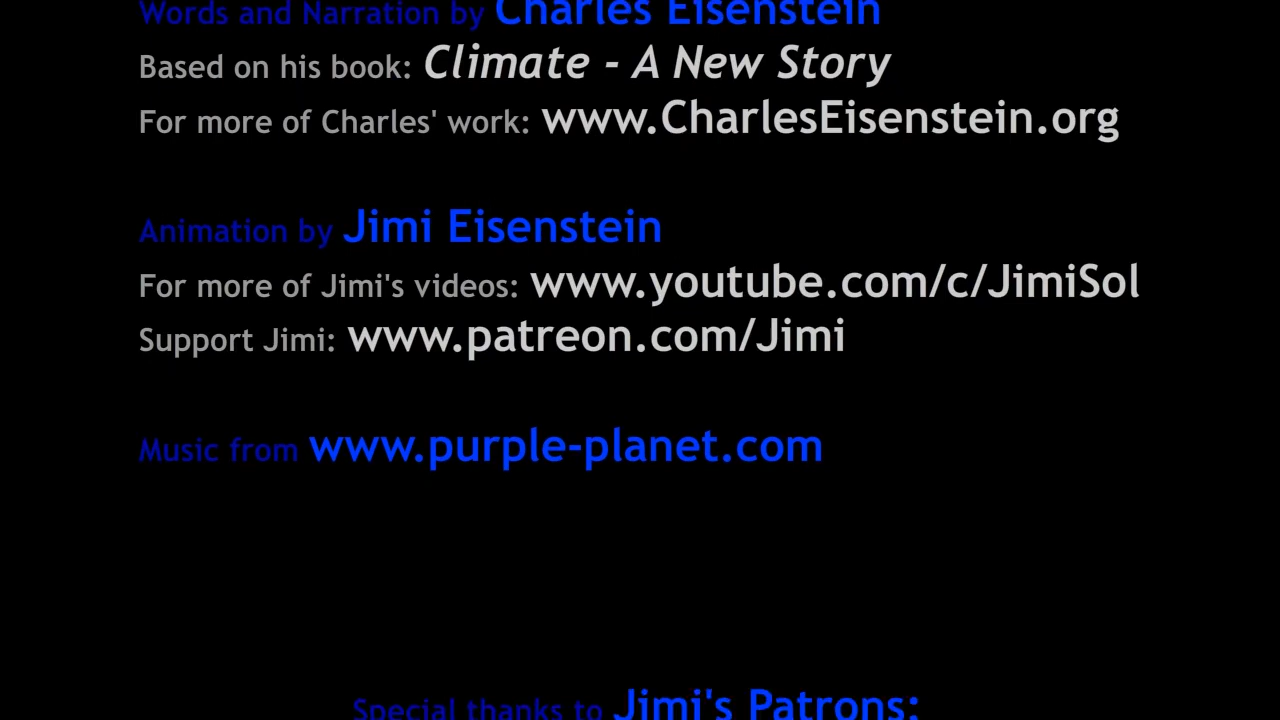 Words and Narration by Charles Eisenstein
Based on his book: Climate - A New Story
For more of Charles' work: www.CharlesEisenstein.org
Animation by Jimi Eisenstein
For more of Jimi's videos: www.youtube.com/c/JimiSol
Support Jimi: www.patreon.com/Jimi
Music from www.purple-planet.com
Special thanks to Jimi's Patrons: